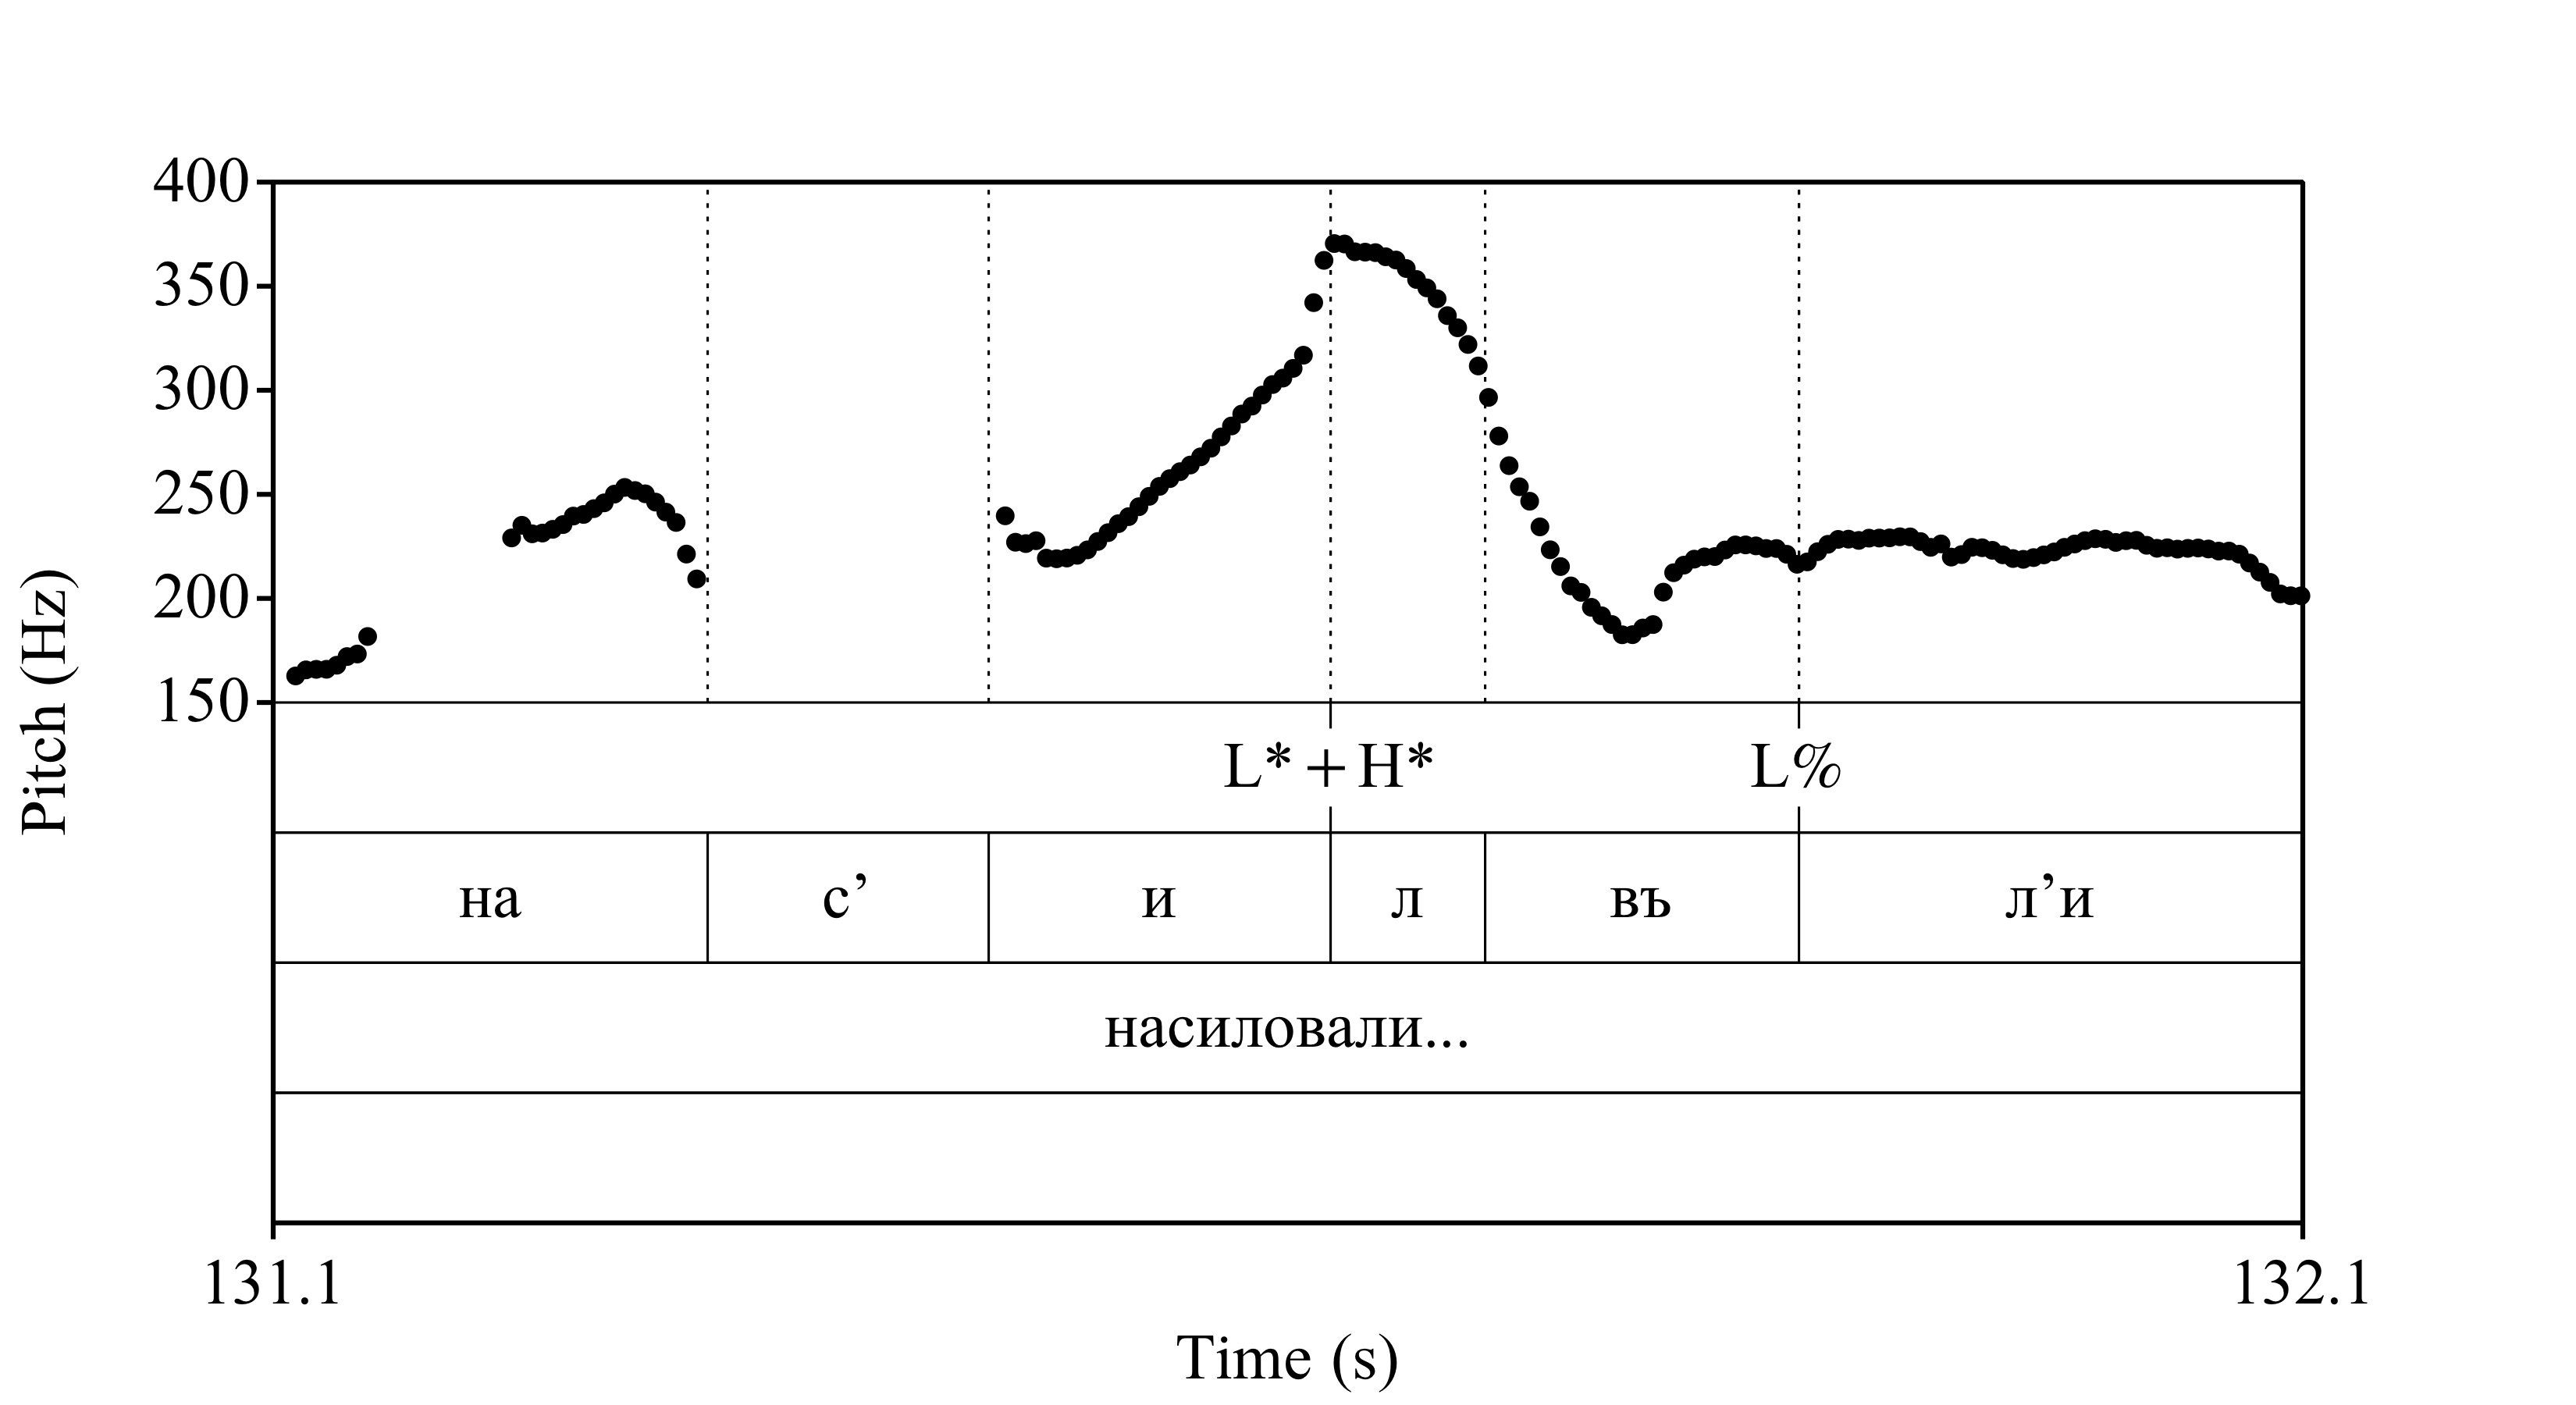 400
350
300
250
200
150
Pitch (Hz)
L*+H* L%
на с’ и л въ л’и
насиловали...
131.1 132.1
Time (s)